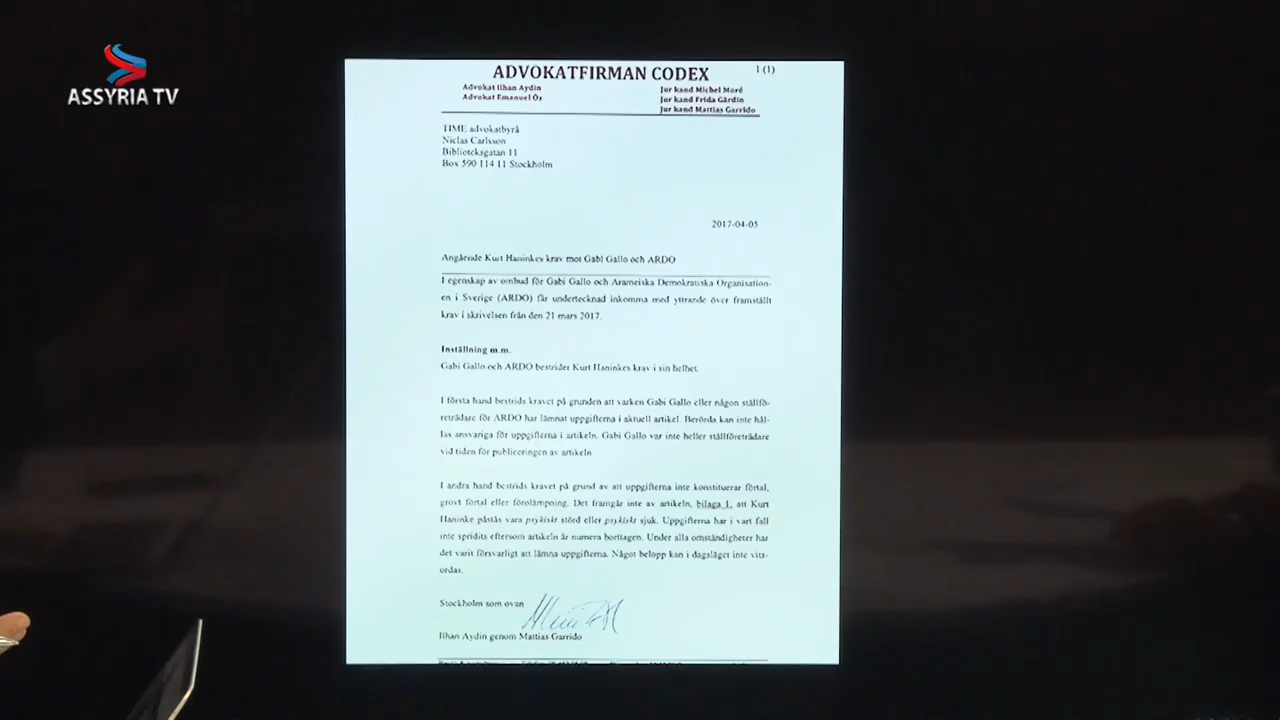 ASSYRIA TV
ADVOKATFIRMAN CODEX
1 (1)
Advokat Ilhan Aydin
Advokat Emanuel Öz
Jur kand Michel Moré
Jur kand Frida Gårdin
Jur kand Mattias Garrido
TIME advokatbyrå
Niclas Carlsson
Biblioteksgatan 11
Box 590 114 11 Stockholm
2017-04-05
Angående Kurt Haninkes krav mot Gabi Gallo och ARDO
I egenskap av ombud för Gabi Gallo och Arameiska Demokratiska Organisation-
en i Sverige (ARDO) får undertecknad inkomma med yttrande över framställt
krav i skrivelsen från den 21 mars 2017.
Inställning m.m.
Gabi Gallo och ARDO bestrider Kurt Haninkes krav i sin helhet.
I första hand bestrids kravet på grunden att varken Gabi Gallo eller någon ställfö-
reträdare för ARDO har lämnat uppgifterna i aktuell artikel. Berörda kan inte hål-
las ansvariga för uppgifterna i artikeln. Gabi Gallo var inte heller ställföreträdare
vid tiden för publiceringen av artikeln.
I andra hand bestrids kravet på grund av att uppgifterna inte konstituerar förtal,
grovt förtal eller förolämpning. Det framgår inte av artikeln, bilaga 1, att Kurt
Haninke påstås vara psykiskt störd eller psykiskt sjuk. Uppgifterna har i vart fall
inte spridits eftersom artikeln är numera borttagen. Under alla omständigheter har
det varit försvarligt att lämna uppgifterna. Något belopp kan i dagsläget inte vits-
ordas.
Stockholm som ovan
Ilhan Aydin genom Mattias Garrido